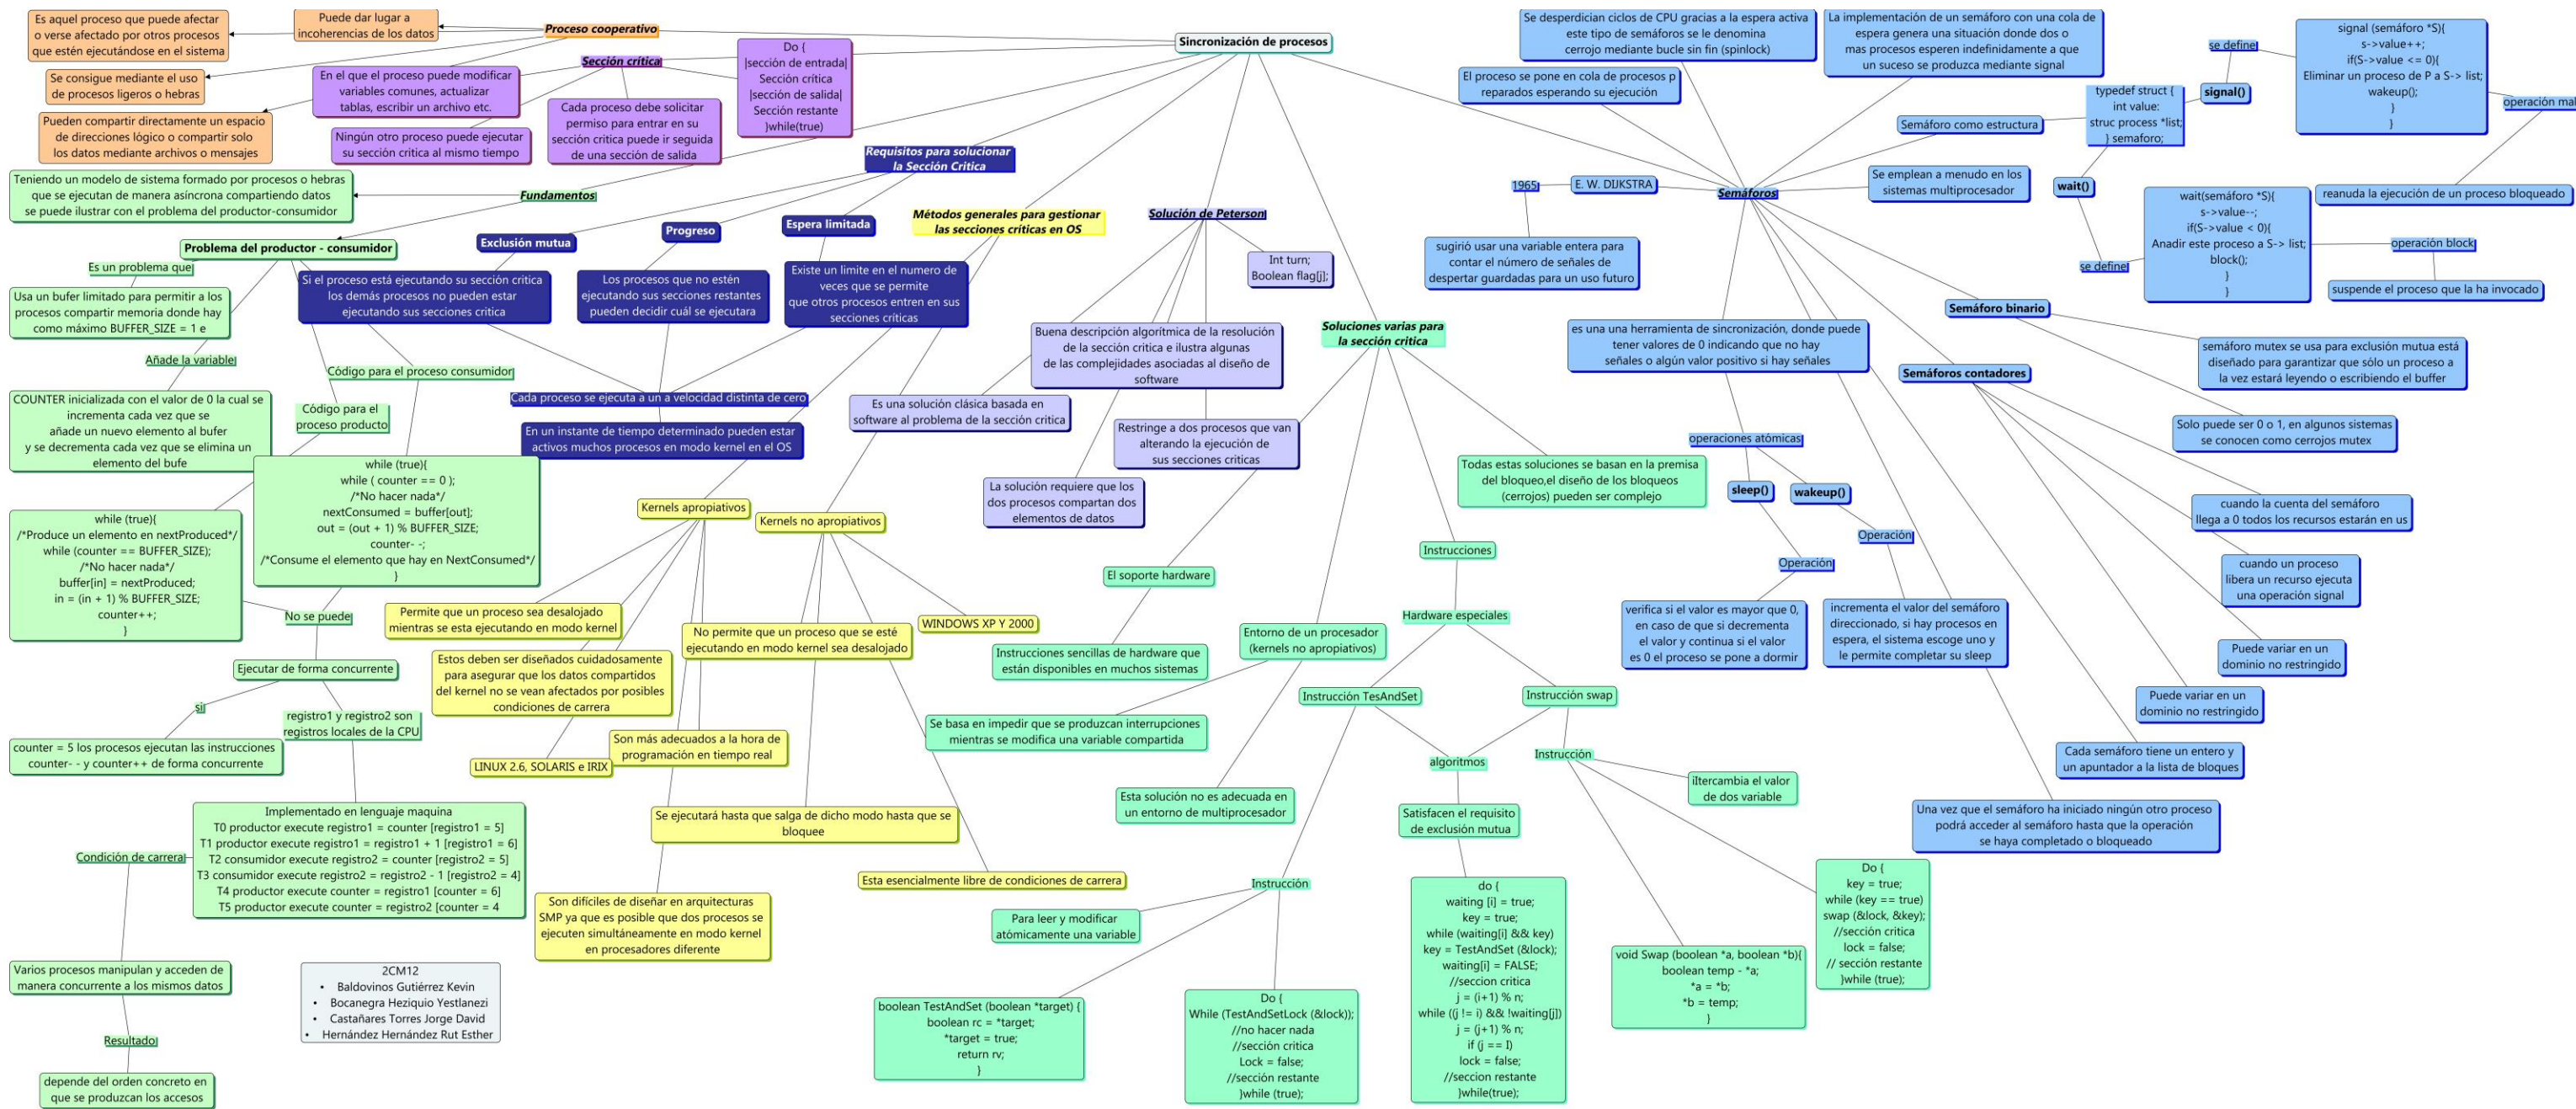 Sincronización de procesos
Proceso cooperativo
Es aquel proceso que puede afectar
o verse afectado por otros procesos
que estén ejecutándose en el sistema
Puede dar lugar a
incoherencias de los datos
Se consigue mediante el uso
de procesos ligeros o hebras
Pueden compartir directamente un espacio
de direcciones lógico o compartir solo
los datos mediante archivos o mensajes
Sección crítica
En el que el proceso puede modificar
variables comunes, actualizar
tablas, escribir un archivo etc.
Ningún otro proceso puede ejecutar
su sección critica al mismo tiempo
Cada proceso debe solicitar
permiso para entrar en su
sección critica puede ir seguida
de una sección de salida
Do {
|sección de entrada|
Sección crítica
|sección de salida|
Sección restante
}while(true)
Fundamentos
Teniendo un modelo de sistema formado por procesos o hebras
que se ejecutan de manera asíncrona compartiendo datos
se puede ilustrar con el problema del productor-consumidor
Problema del productor - consumidor
Es un problema que
Usa un bufer limitado para permitir a los
procesos compartir memoria donde hay
como máximo BUFFER_SIZE = 1 e
Añade la variable
COUNTER inicializada con el valor de 0 la cual se
incrementa cada vez que se
añade un nuevo elemento al bufer
y se decrementa cada vez que se elimina un
elemento del bufe
Código para el
proceso producto
while (true){
/*Produce un elemento en nextProduced*/
while (counter == BUFFER_SIZE);
/*No hacer nada*/
buffer[in] = nextProduced;
in = (in + 1) % BUFFER_SIZE;
counter++;
}
Código para el proceso consumidor
while (true){
while ( counter == 0 );
/*No hacer nada*/
nextConsumed = buffer[out];
out = (out + 1) % BUFFER_SIZE;
counter- -;
/*Consume el elemento que hay en NextConsumed*/
}
No se puede
Ejecutar de forma concurrente
si
counter = 5 los procesos ejecutan las instrucciones
counter- - y counter++ de forma concurrente
registro1 y registro2 son
registros locales de la CPU
Implementado en lenguaje maquina
T0 productor execute registro1 = counter [registro1 = 5]
T1 productor execute registro1 = registro1 + 1 [registro1 = 6]
T2 consumidor execute registro2 = counter [registro2 = 5]
T3 consumidor execute registro2 = registro2 - 1 [registro2 = 4]
T4 productor execute counter = registro1 [counter = 6]
T5 productor execute counter = registro2 [counter = 4
Condición de carrera
Varios procesos manipulan y acceden de
manera concurrente a los mismos datos
Resultado
depende del orden concreto en
que se produzcan los accesos
2CM12
• Baldovinos Gutiérrez Kevin
• Bocanegra Heziquio Yestlanezi
• Castañares Torres Jorge David
• Hernández Hernández Rut Esther
Requisitos para solucionar
la Sección Critica
Exclusión mutua
Si el proceso está ejecutando su sección critica
los demás procesos no pueden estar
ejecutando sus secciones critica
Progreso
Los procesos que no estén
ejecutando sus secciones restantes
pueden decidir cuál se ejecutara
Espera limitada
Existe un limite en el numero de
veces que se permite
que otros procesos entren en sus
secciones críticas
Cada proceso se ejecuta a un a velocidad distinta de cero
En un instante de tiempo determinado pueden estar
activos muchos procesos en modo kernel en el OS
Métodos generales para gestionar
las secciones críticas en OS
Kernels apropiativos
Permite que un proceso sea desalojado
mientras se esta ejecutando en modo kernel
Estos deben ser diseñados cuidadosamente
para asegurar que los datos compartidos
del kernel no se vean afectados por posibles
condiciones de carrera
LINUX 2.6, SOLARIS e IRIX
Son más adecuados a la hora de
programación en tiempo real
Son difíciles de diseñar en arquitecturas
SMP ya que es posible que dos procesos se
ejecuten simultáneamente en modo kernel
en procesadores diferente
Kernels no apropiativos
No permite que un proceso que se esté
ejecutando en modo kernel sea desalojado
WINDOWS XP Y 2000
Se ejecutará hasta que salga de dicho modo hasta que se
bloquee
Esta esencialmente libre de condiciones de carrera
Solución de Peterson
Int turn;
Boolean flag[j];
Buena descripción algorítmica de la resolución
de la sección critica e ilustra algunas
de las complejidades asociadas al diseño de
software
Es una solución clásica basada en
software al problema de la sección critica
Restringe a dos procesos que van
alterando la ejecución de
sus secciones criticas
La solución requiere que los
dos procesos compartan dos
elementos de datos
Soluciones varias para
la sección critica
Todas estas soluciones se basan en la premisa
del bloqueo,el diseño de los bloqueos
(cerrojos) pueden ser complejo
El soporte hardware
Instrucciones sencillas de hardware que
están disponibles en muchos sistemas
Entorno de un procesador
(kernels no apropiativos)
Se basa en impedir que se produzcan interrupciones
mientras se modifica una variable compartida
Esta solución no es adecuada en
un entorno de multiprocesador
Instrucciones
Hardware especiales
Instrucción TesAndSet
Instrucción swap
algoritmos
Satisfacen el requisito
de exclusión mutua
do {
waiting [i] = true;
key = true;
while (waiting[i] && key)
key = TestAndSet (&lock);
waiting[i] = FALSE;
//seccion critica
j = (i+1) % n;
while ((j != i) && !waiting[j])
j = (j+1) % n;
if (j == I)
lock = false;
//seccion restante
}while(true);
Instrucción
Para leer y modificar
atómicamente una variable
boolean TestAndSet (boolean *target) {
boolean rc = *target;
*target = true;
return rv;
}
Do {
While (TestAndSetLock (&lock));
//no hacer nada
//sección critica
Lock = false;
//sección restante
}while (true);
Instrucción
iItercambia el valor
de dos variable
void Swap (boolean *a, boolean *b){
boolean temp - *a;
*a = *b;
*b = temp;
}
Do {
key = true;
while (key == true)
swap (&lock, &key);
//sección critica
lock = false;
// sección restante
}while (true);
Semáforos
Se desperdician ciclos de CPU gracias a la espera activa
este tipo de semáforos se le denomina
cerrojo mediante bucle sin fin (spinlock)
La implementación de un semáforo con una cola de
espera genera una situación donde dos o
mas procesos esperen indefinidamente a que
un suceso se produzca mediante signal
El proceso se pone en cola de procesos p
reparados esperando su ejecución
E. W. DIJKSTRA
1965
sugirió usar una variable entera para
contar el número de señales de
despertar guardadas para un uso futuro
Se emplean a menudo en los
sistemas multiprocesador
Semáforo como estructura
typedef struct {
int value:
struc process *list;
} semaforo;
signal()
se define
signal (semáforo *S){
s->value++;
if(S->value <= 0){
Eliminar un proceso de P a S-> list;
wakeup();
}
}
operación mal
reanuda la ejecución de un proceso bloqueado
wait()
se define
wait(semáforo *S){
s->value--;
if(S->value < 0){
Anadir este proceso a S-> list;
block();
}
}
operación block
suspende el proceso que la ha invocado
Semáforo binario
semáforo mutex se usa para exclusión mutua está
diseñado para garantizar que sólo un proceso a
la vez estará leyendo o escribiendo el buffer
Solo puede ser 0 o 1, en algunos sistemas
se conocen como cerrojos mutex
Semáforos contadores
cuando la cuenta del semáforo
llega a 0 todos los recursos estarán en us
cuando un proceso
libera un recurso ejecuta
una operación signal
Puede variar en un
dominio no restringido
Puede variar en un
dominio no restringido
Cada semáforo tiene un entero y
un apuntador a la lista de bloques
Una vez que el semáforo ha iniciado ningún otro proceso
podrá acceder al semáforo hasta que la operación
se haya completado o bloqueado
es una una herramienta de sincronización, donde puede
tener valores de 0 indicando que no hay
señales o algún valor positivo si hay señales
operaciones atómicas
sleep()
Operación
verifica si el valor es mayor que 0,
en caso de que si decrementa
el valor y continua si el valor
es 0 el proceso se pone a dormir
wakeup()
Operación
incrementa el valor del semáforo
direccionado, si hay procesos en
espera, el sistema escoge uno y
le permite completar su sleep